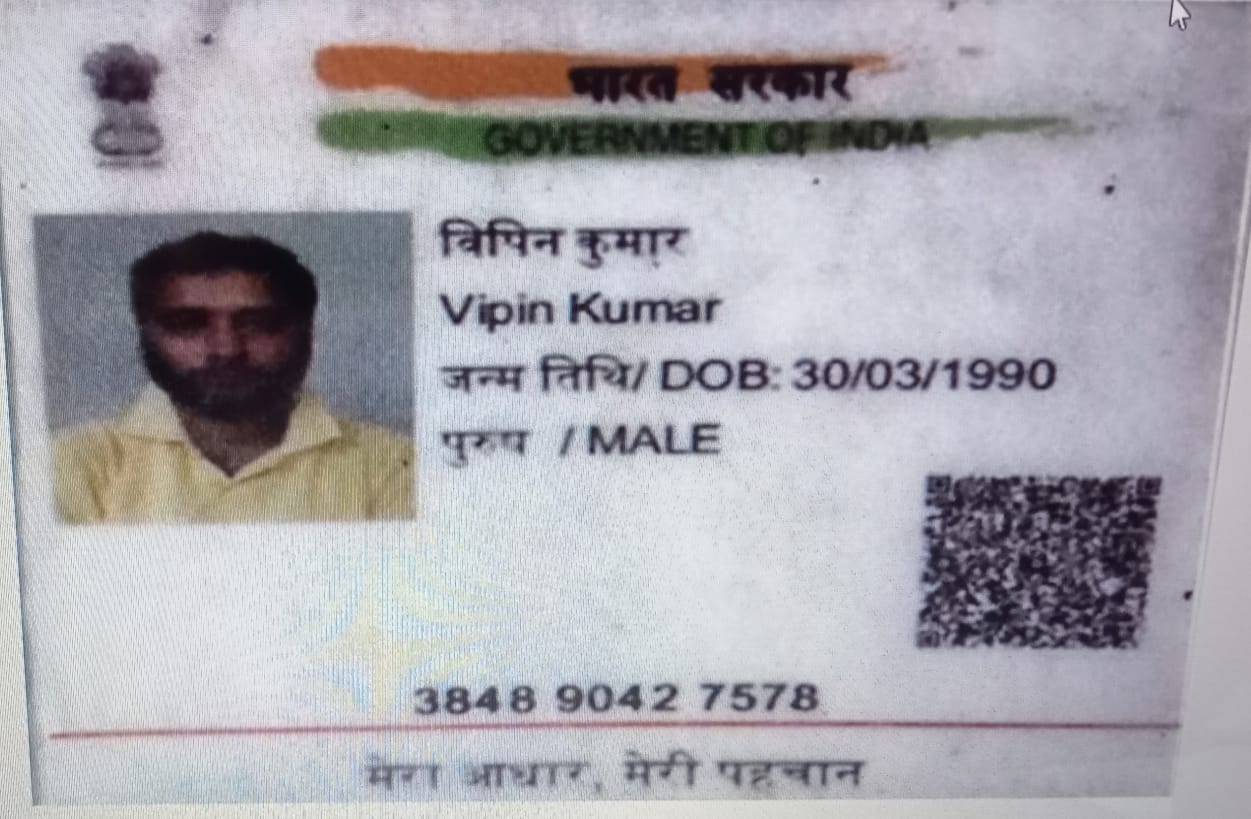 भारत सरकार
GOVERNMENT OF INDIA
विपिन कुमार
Vipin Kumar
जन्म तिथि/ DOB: 30/03/1990
पुरुष / MALE
3848 9042 7578
मेरा आधार, मेरी पहचान